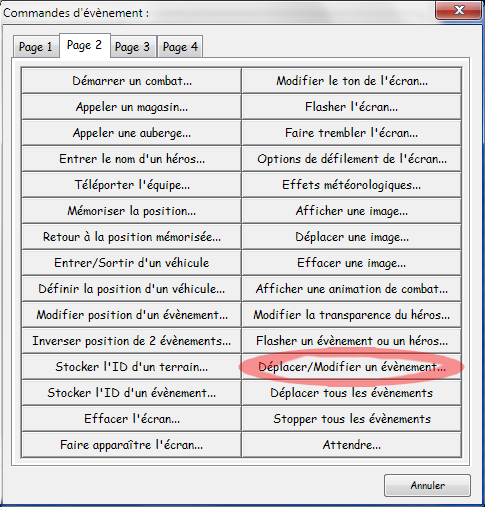 Commandes d'évènement :
Page 1 Page 2 Page 3 Page 4
Démarrer un combat... Modifier le ton de l'écran...
Appeler un magasin... Flasher l'écran...
Appeler une auberge... Faire trembler l'écran...
Entrer le nom d'un héros... Options de défilement de l'écran...
Téléporter l'équipe... Effets météorologiques...
Mémoriser la position... Afficher une image...
Retour à la position mémorisée... Déplacer une image...
Entrer/Sortir d'un véhicule Effacer une image...
Définir la position d'un véhicule... Afficher une animation de combat...
Modifier position d'un évènement... Modifier la transparence du héros...
Inverser position de 2 évènements... Flasher un évènement ou un héros...
Stocker l'ID d'un terrain... Déplacer/Modifier un évènement...
Stocker l'ID d'un évènement... Déplacer tous les évènements
Effacer l'écran... Stopper tous les évènements
Faire apparaître l'écran... Attendre...
Annuler